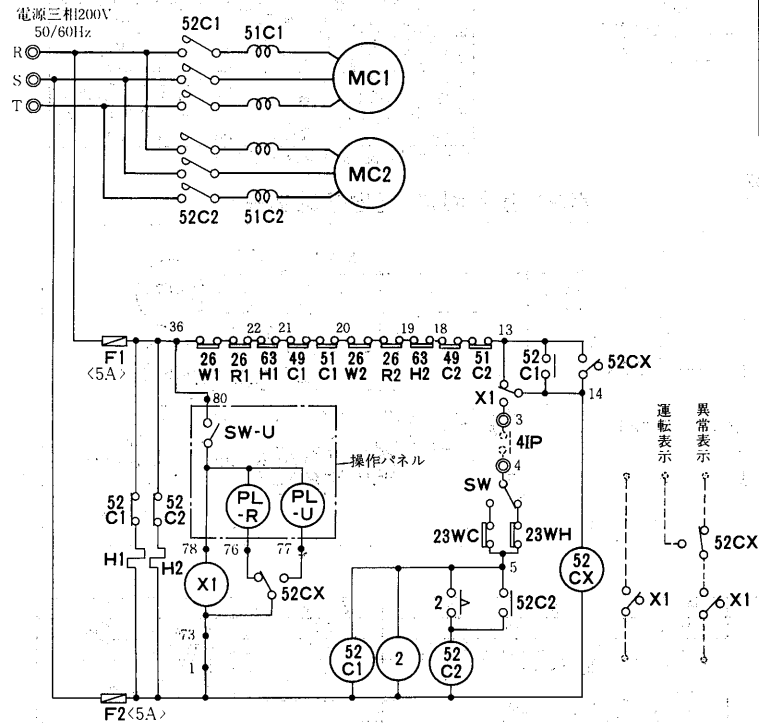 電源三相200V
50/60Hz
R
S
T
52C1
51C1
MC1
MC2
52C2
51C2
36
22
21
20
19
18
13
F1
<5A>
26
W1
26
R1
63
H1
49
C1
51
C1
26
W2
26
R2
63
H2
49
C2
51
C2
52
C1
52CX
X1
14
80
3
SW-U
4IP
操作パネル
4
SW
PL
-R
PL
-U
52
C1
52
C2
23WC
23WH
H1
H2
78
76
77
5
X1
52CX
2
52C2
52
CX
73
1
52
C1
2
52
C2
F2<5A>
運転表示
異常表示
52CX
X1
X1